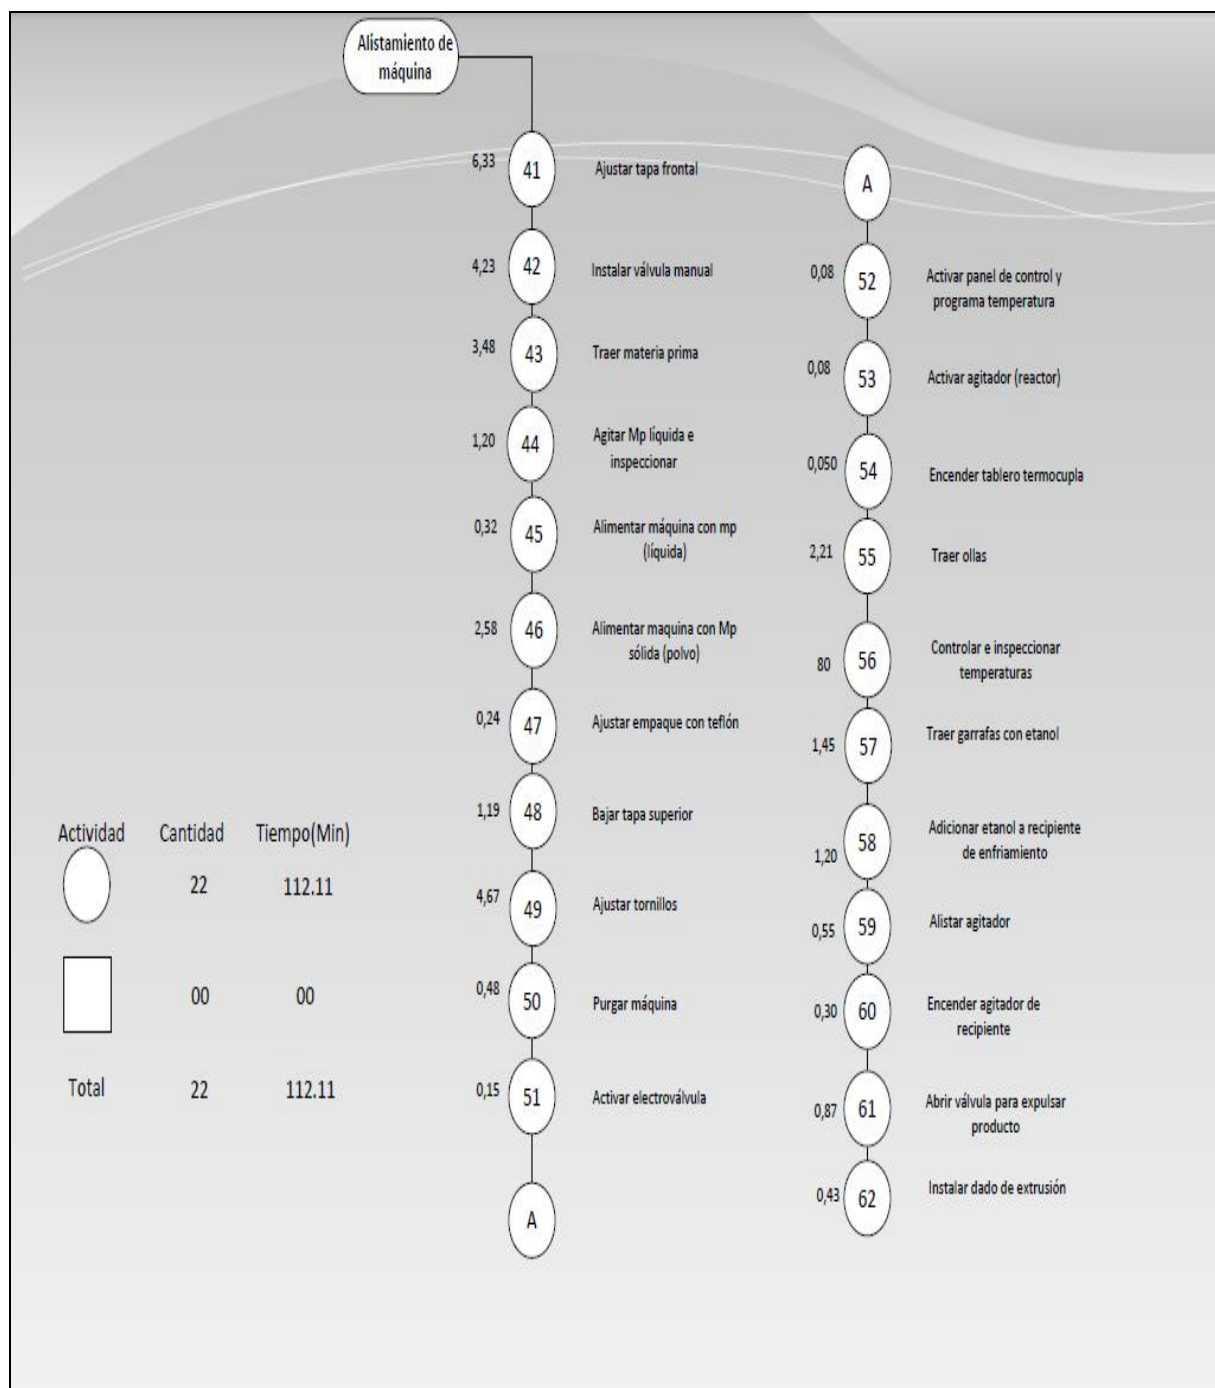 Alistamiento de
máquina
6,33
41
Ajustar tapa frontal
4,23
42
Instalar válvula manual
3,48
43
Traer materia prima
1,20
44
Agitar Mp líquida e
inspeccionar
0,32
45
Alimentar máquina con mp
(líquida)
2,58
46
Alimentar maquina con Mp
sólida (polvo)
0,24
47
Ajustar empaque con teflón
1,19
48
Bajar tapa superior
4,67
49
Ajustar tornillos
0,48
50
Purgar máquina
0,15
51
Activar electroválvula
A
A
0,08
52
Activar panel de control y
programa temperatura
0,08
53
Activar agitador (reactor)
0,050
54
Encender tablero termocupla
2,21
55
Traer ollas
80
56
Controlar e inspeccionar
temperaturas
1,45
57
Traer garrafas con etanol
1,20
58
Adicionar etanol a recipiente
de enfriamiento
0,55
59
Alistar agitador
0,30
60
Encender agitador de
recipiente
0,87
61
Abrir válvula para expulsar
producto
0,43
62
Instalar dado de extrusión
Actividad Cantidad Tiempo(Min)
22 112.11
00 00
Total 22 112.11